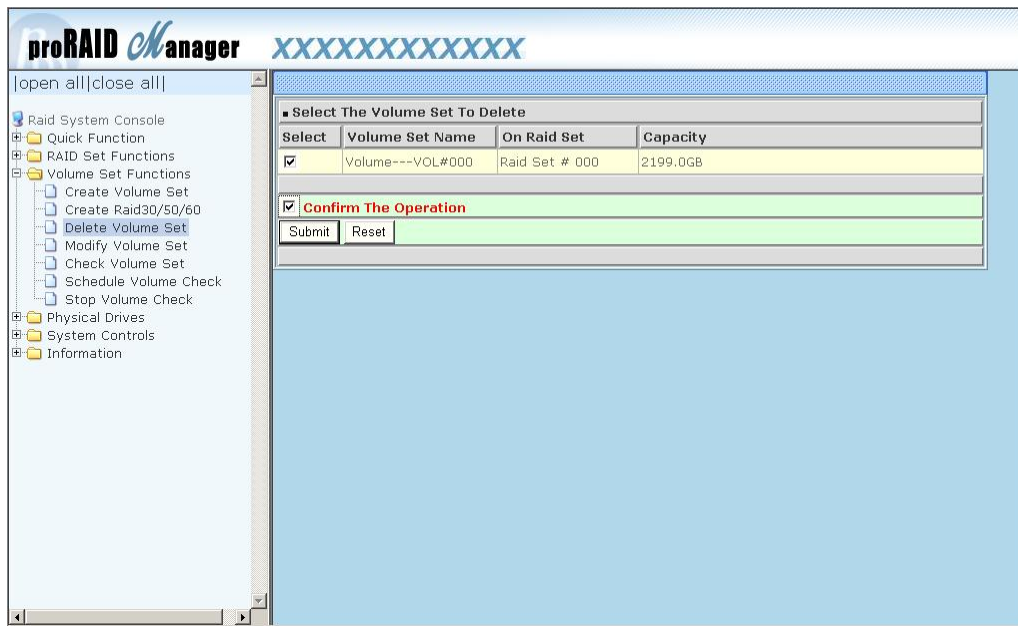 proRAID Manager XXXXXXXXXXXX
|open all|close all|
Raid System Console
Quick Function
RAID Set Functions
Volume Set Functions
Create Volume Set
Create Raid30/50/60
Delete Volume Set
Modify Volume Set
Check Volume Set
Schedule Volume Check
Stop Volume Check
Physical Drives
System Controls
Information
Select The Volume Set To Delete
Select Volume Set Name On Raid Set Capacity
Volume---VOL#000 Raid Set # 000 2199.0GB
Confirm The Operation
Submit Reset